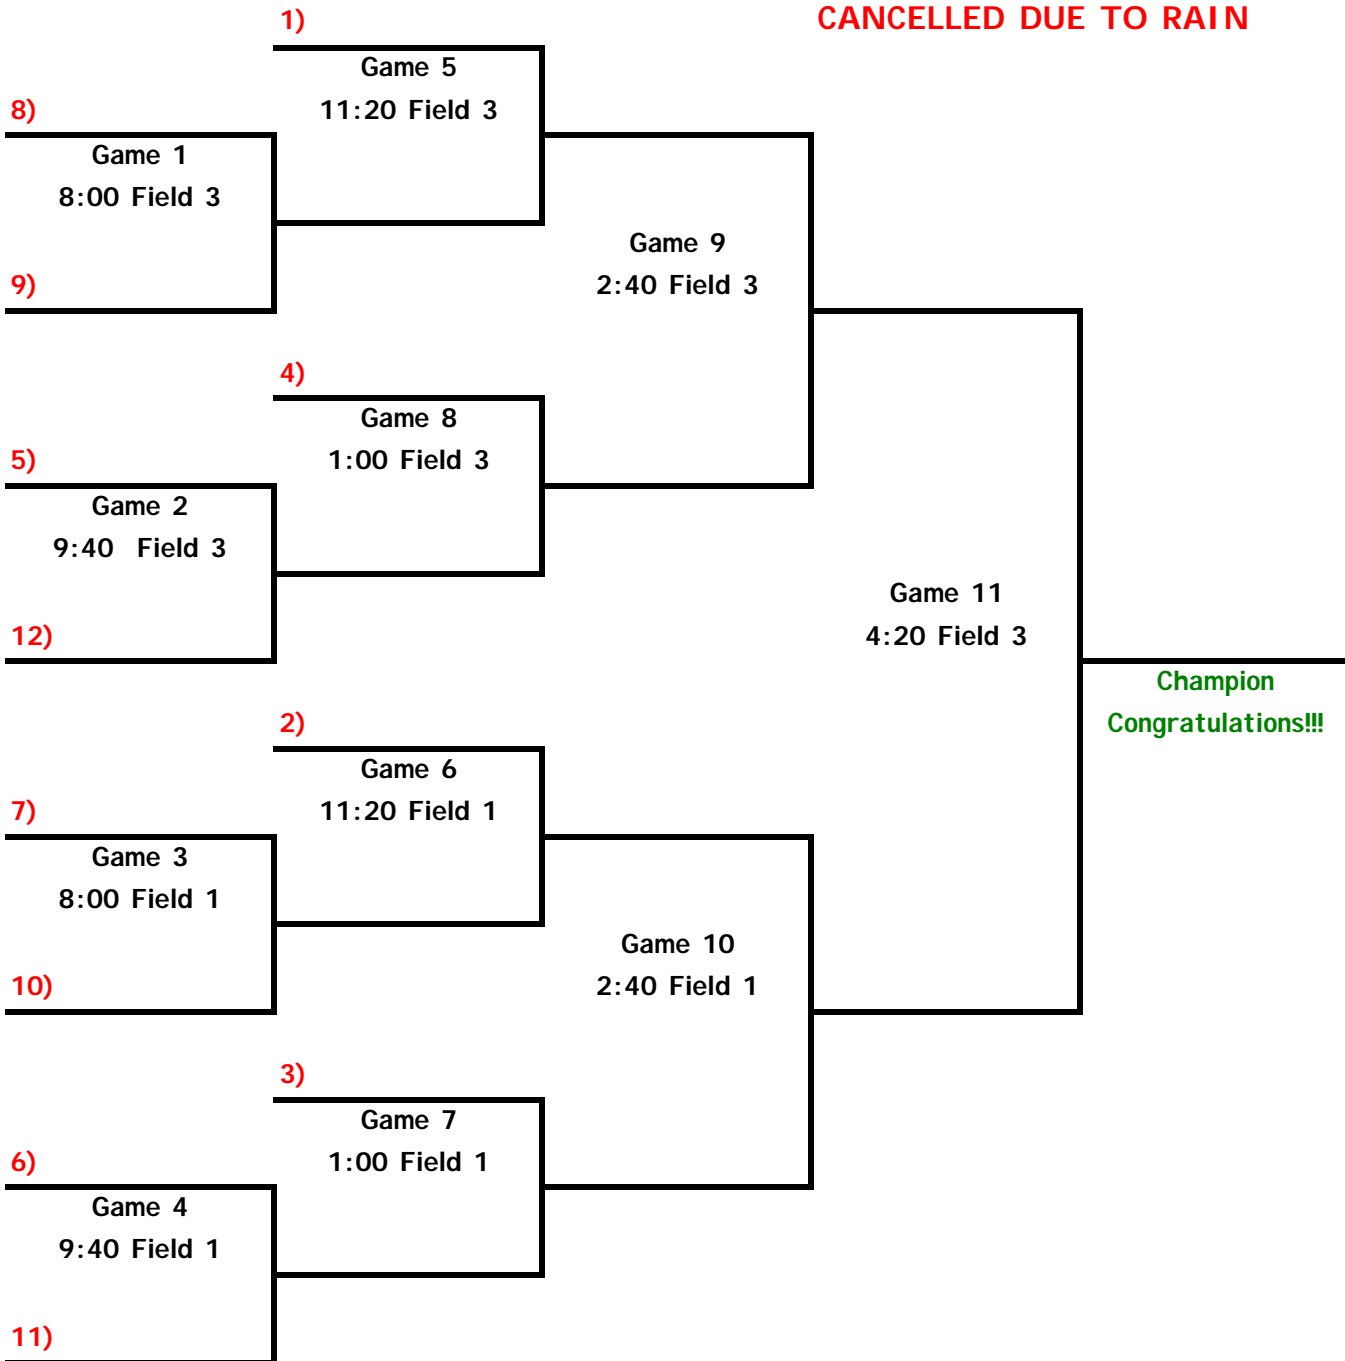 1)
CANCELLED DUE TO RAIN
Game 5
8)
11:20 Field 3
Game 1
8:00 Field 3
Game 9
9)
2:40 Field 3
4)
Game 8
5)
1:00 Field 3
Game 2
9:40 Field 3
Game 11
12)
4:20 Field 3
Champion
2)
Congratulations!!!
Game 6
7)
11:20 Field 1
Game 3
8:00 Field 1
Game 10
10)
2:40 Field 1
3)
Game 7
6)
1:00 Field 1
Game 4
9:40 Field 1
11)